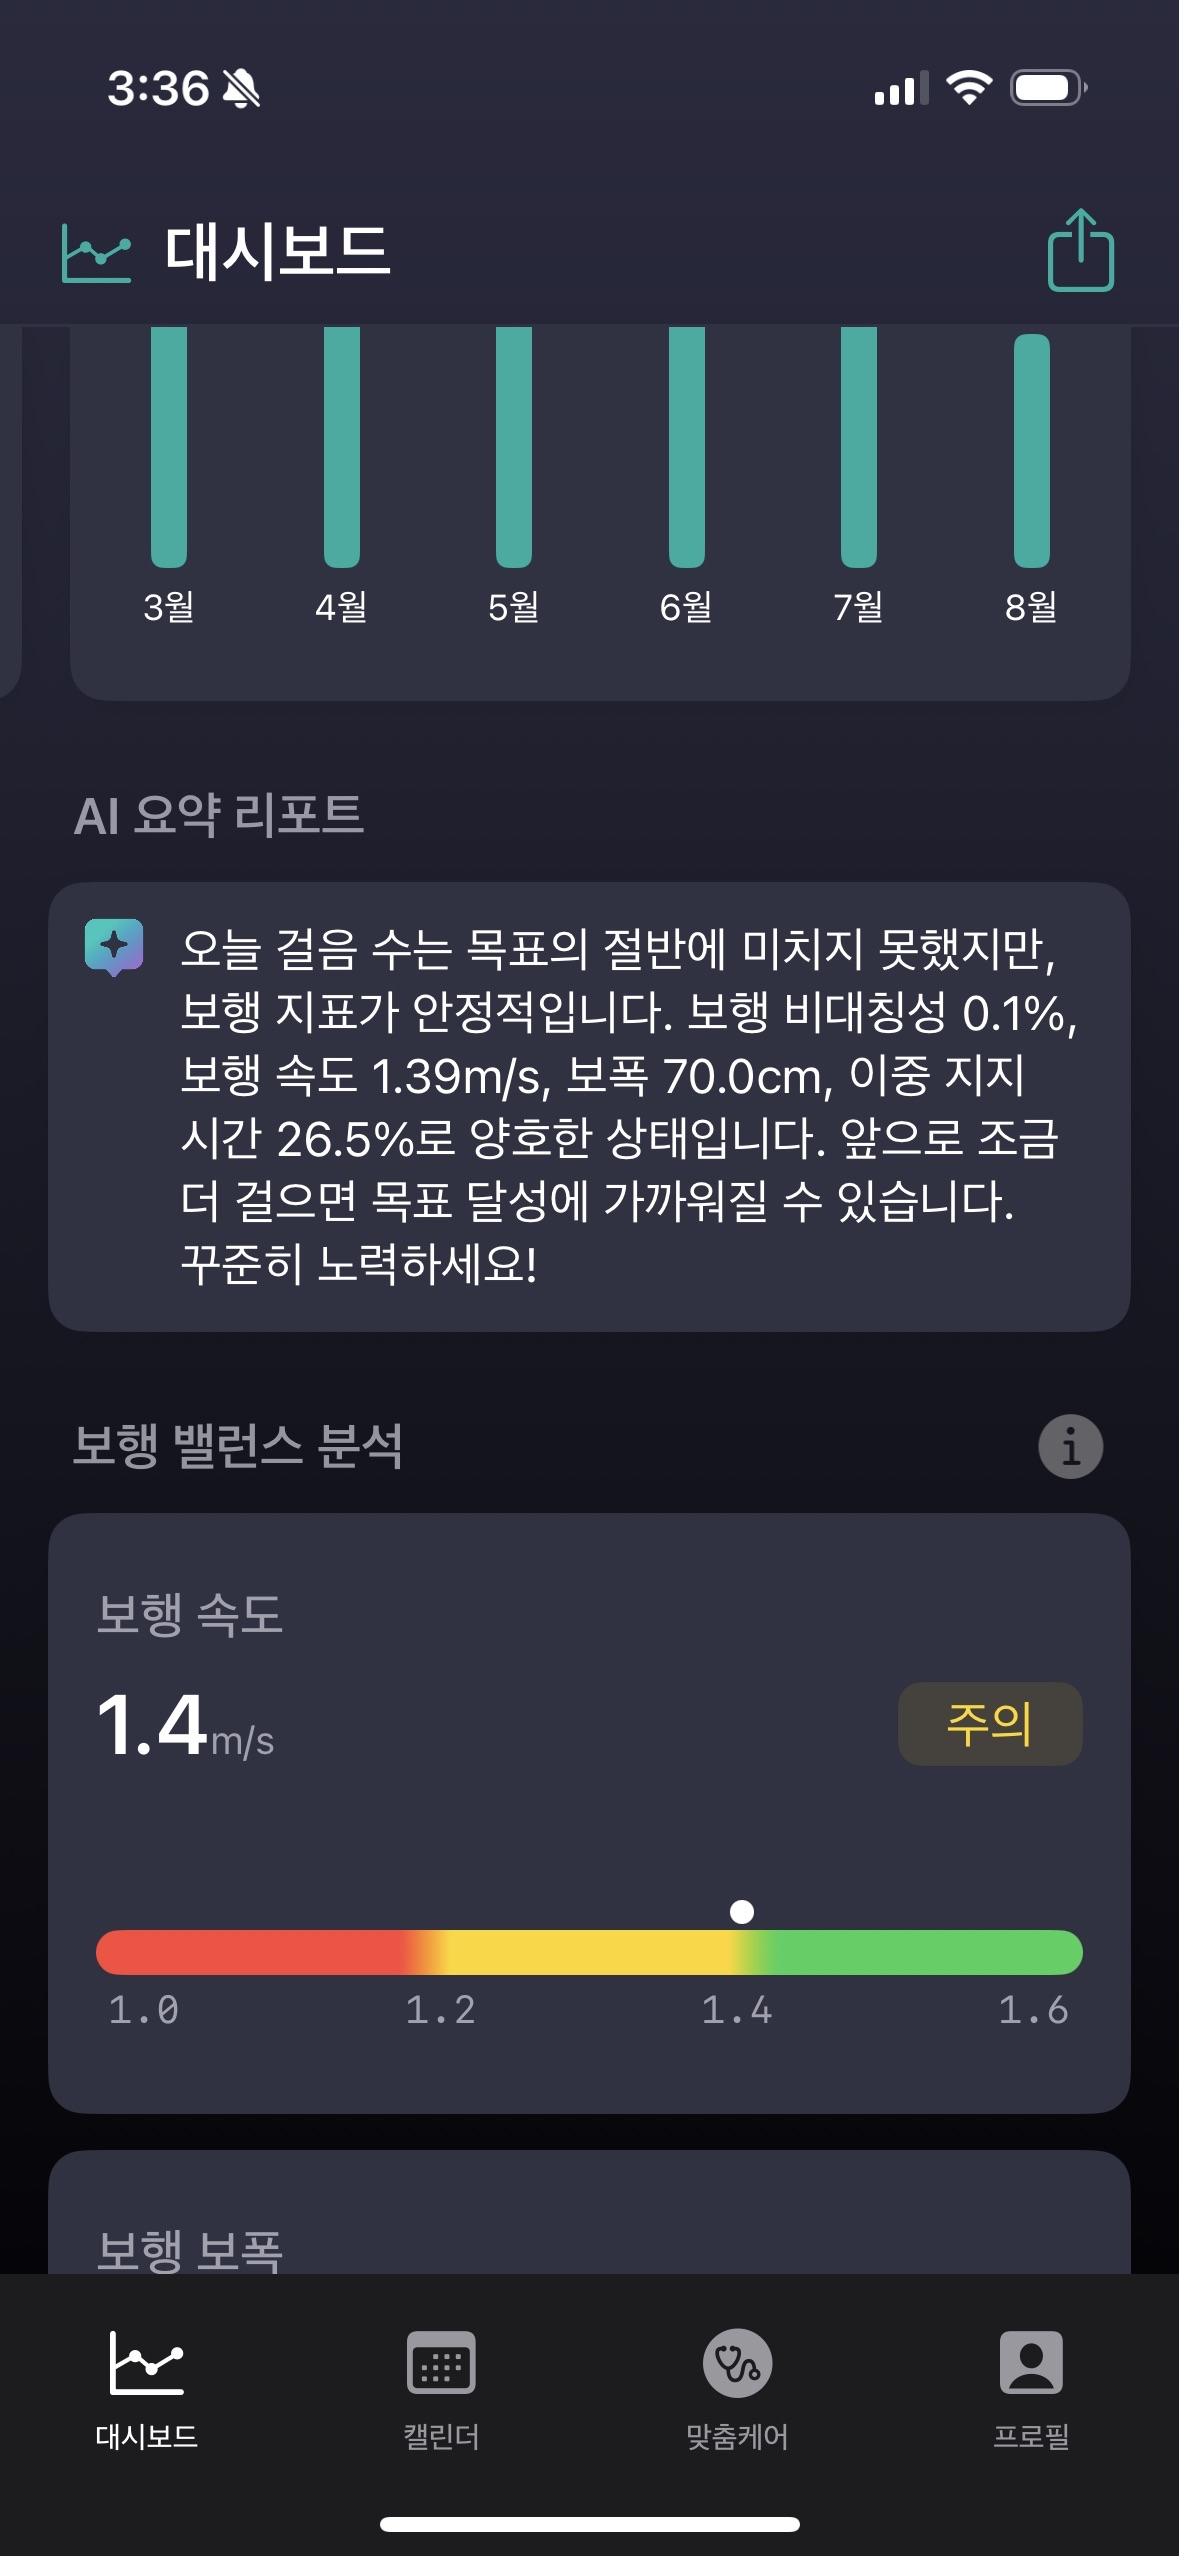 3:36
대시보드
3월 4월 5월 6월 7월 8월
AI 요약 리포트
오늘 걸음 수는 목표의 절반에 미치지 못했지만,
보행 지표가 안정적입니다. 보행 비대칭성 0.1%,
보행 속도 1.39m/s, 보폭 70.0cm, 이중 지지
시간 26.5%로 양호한 상태입니다. 앞으로 조금
더 걸으면 목표 달성에 가까워질 수 있습니다.
꾸준히 노력하세요!
보행 밸런스 분석
보행 속도
1.4m/s
주의
1.0 1.2 1.4 1.6
보행 보폭
대시보드 캘린더 맞춤케어 프로필